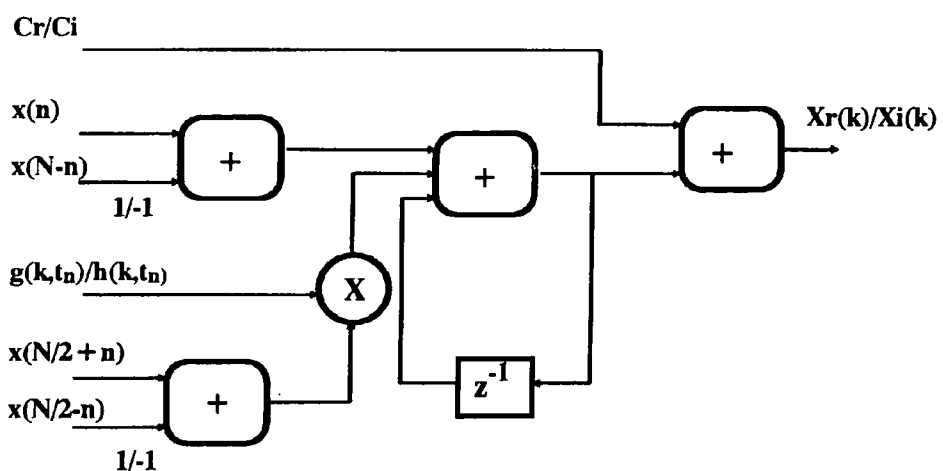 Cr/Ci
x(n)
Xr(k)/Xi(k)
+
x(N-n)
+
+
1/-1
g(k,tn)/h(k,tn)
X
x(N/2+n)
z-1
x(N/2-n)
+
1/-1